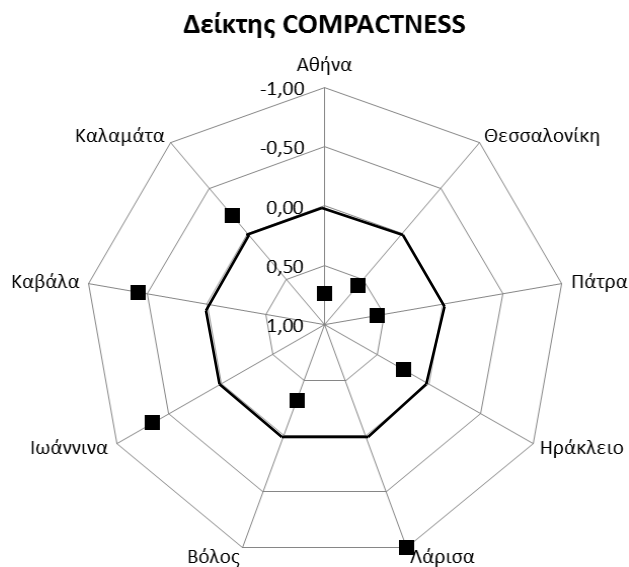 Δείκτης COMPACTNESS
Αθήνα
-1,00
Καλαμάτα
Θεσσαλονίκη
-0,50
0,00
Καβάλα
Πάτρα
0,50
1,00
Ιωάννινα
Ηράκλειο
Βόλος
Λάρισα